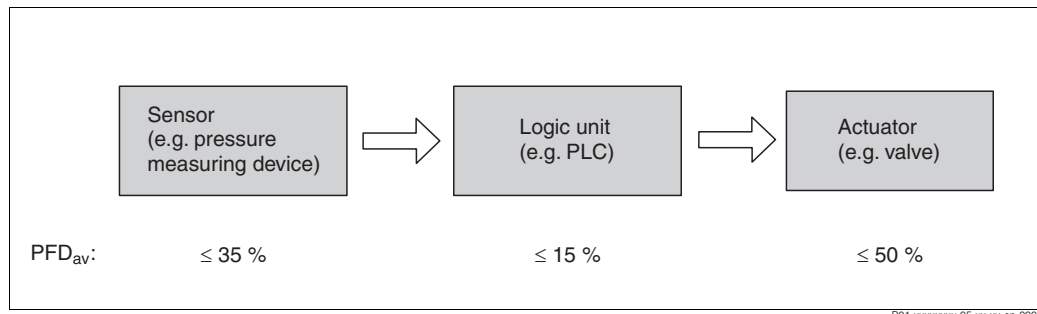 Sensor
(e.g. pressure
measuring device)
Logic unit
(e.g. PLC)
Actuator
(e.g. valve)
PFDav: ≤ 35 % ≤ 15 % ≤ 50 %